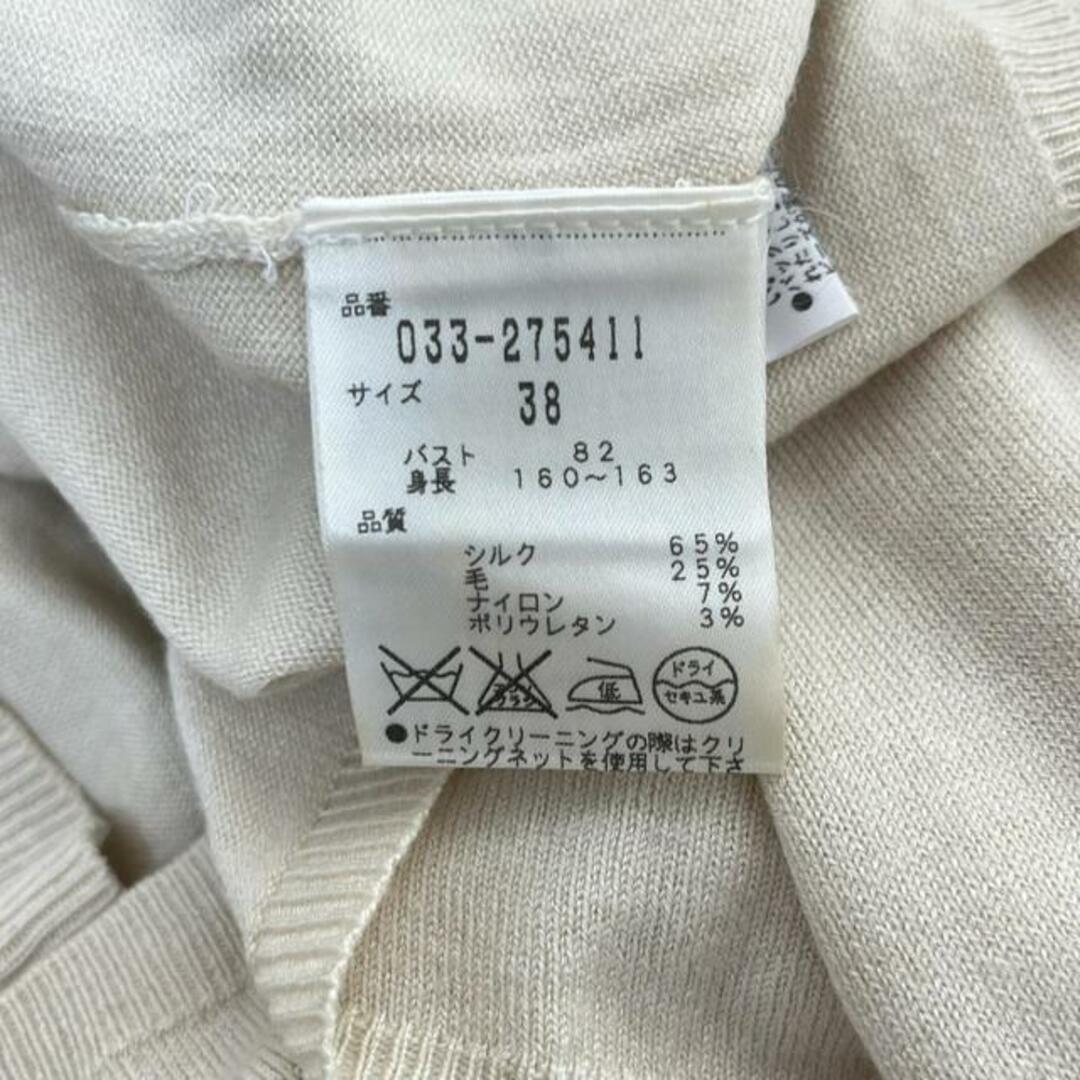 品番
033-275411
サイズ 38
バスト 82
身長 160〜163
品質
シルク 65%
毛 25%
ナイロン 7%
ポリウレタン 3%
低
ドライ
セキユ系
●ドライクリーニングの際はクリ
ーニングネットを使用して下さ